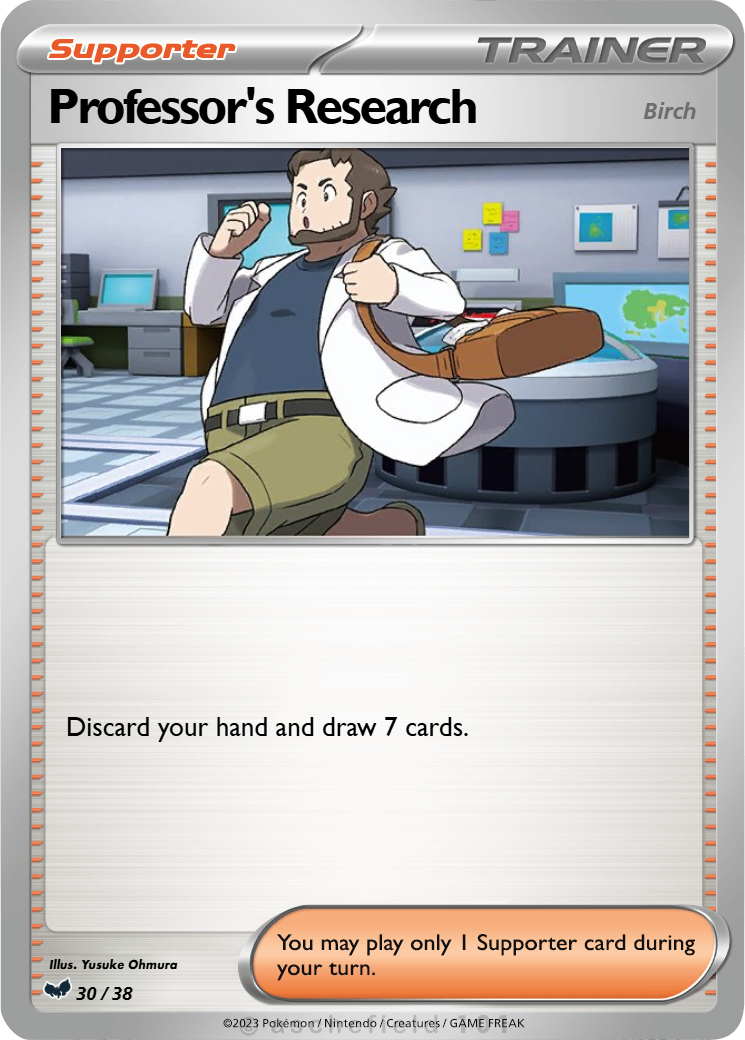 Supporter
TRAINER
Professor's Research
Birch
Discard your hand and draw 7 cards.
You may play only 1 Supporter card during
your turn.
Illus. Yusuke Ohmura
30 / 38
©2023 Pokémon / Nintendo / Creatures / GAME FREAK